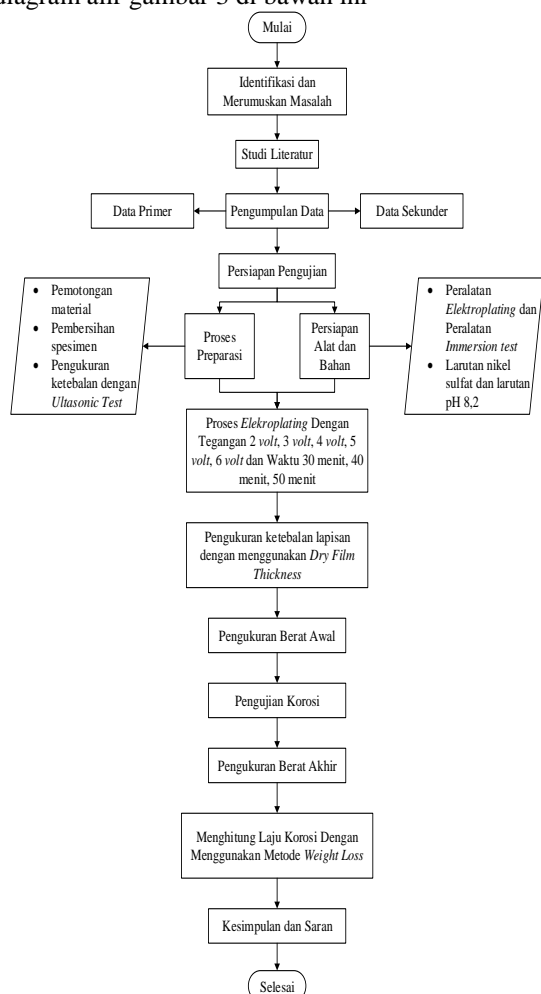 diagram alir gambar 3 di bawah ini
Mulai
Identifikasi dan
Merumuskan Masalah
Studi Literatur
Data Primer
Pengumpulan Data
Data Sekunder
Persiapan Pengujian
• Pemotongan
material
• Pembersihan
spesimen
• Pengukuran
ketebalan dengan
Ultasonic Test
Proses
Preparasi
Persiapan
Alat dan
Bahan
• Peralatan
Elektroplating dan
Peralatan
Immersion test
• Larutan nikel
sulfat dan larutan
pH 8,2
Proses Elekroplating Dengan
Tegangan 2 volt, 3 volt, 4 volt, 5
volt, 6 volt dan Waktu 30 menit, 40
menit, 50 menit
Pengukuran ketebalan lapisan
dengan menggunakan Dry Film
Thickness
Pengukuran Berat Awal
Pengujian Korosi
Pengukuran Berat Akhir
Menghitung Laju Korosi Dengan
Menggunakan Metode Weight Loss
Kesimpulan dan Saran
Selesai